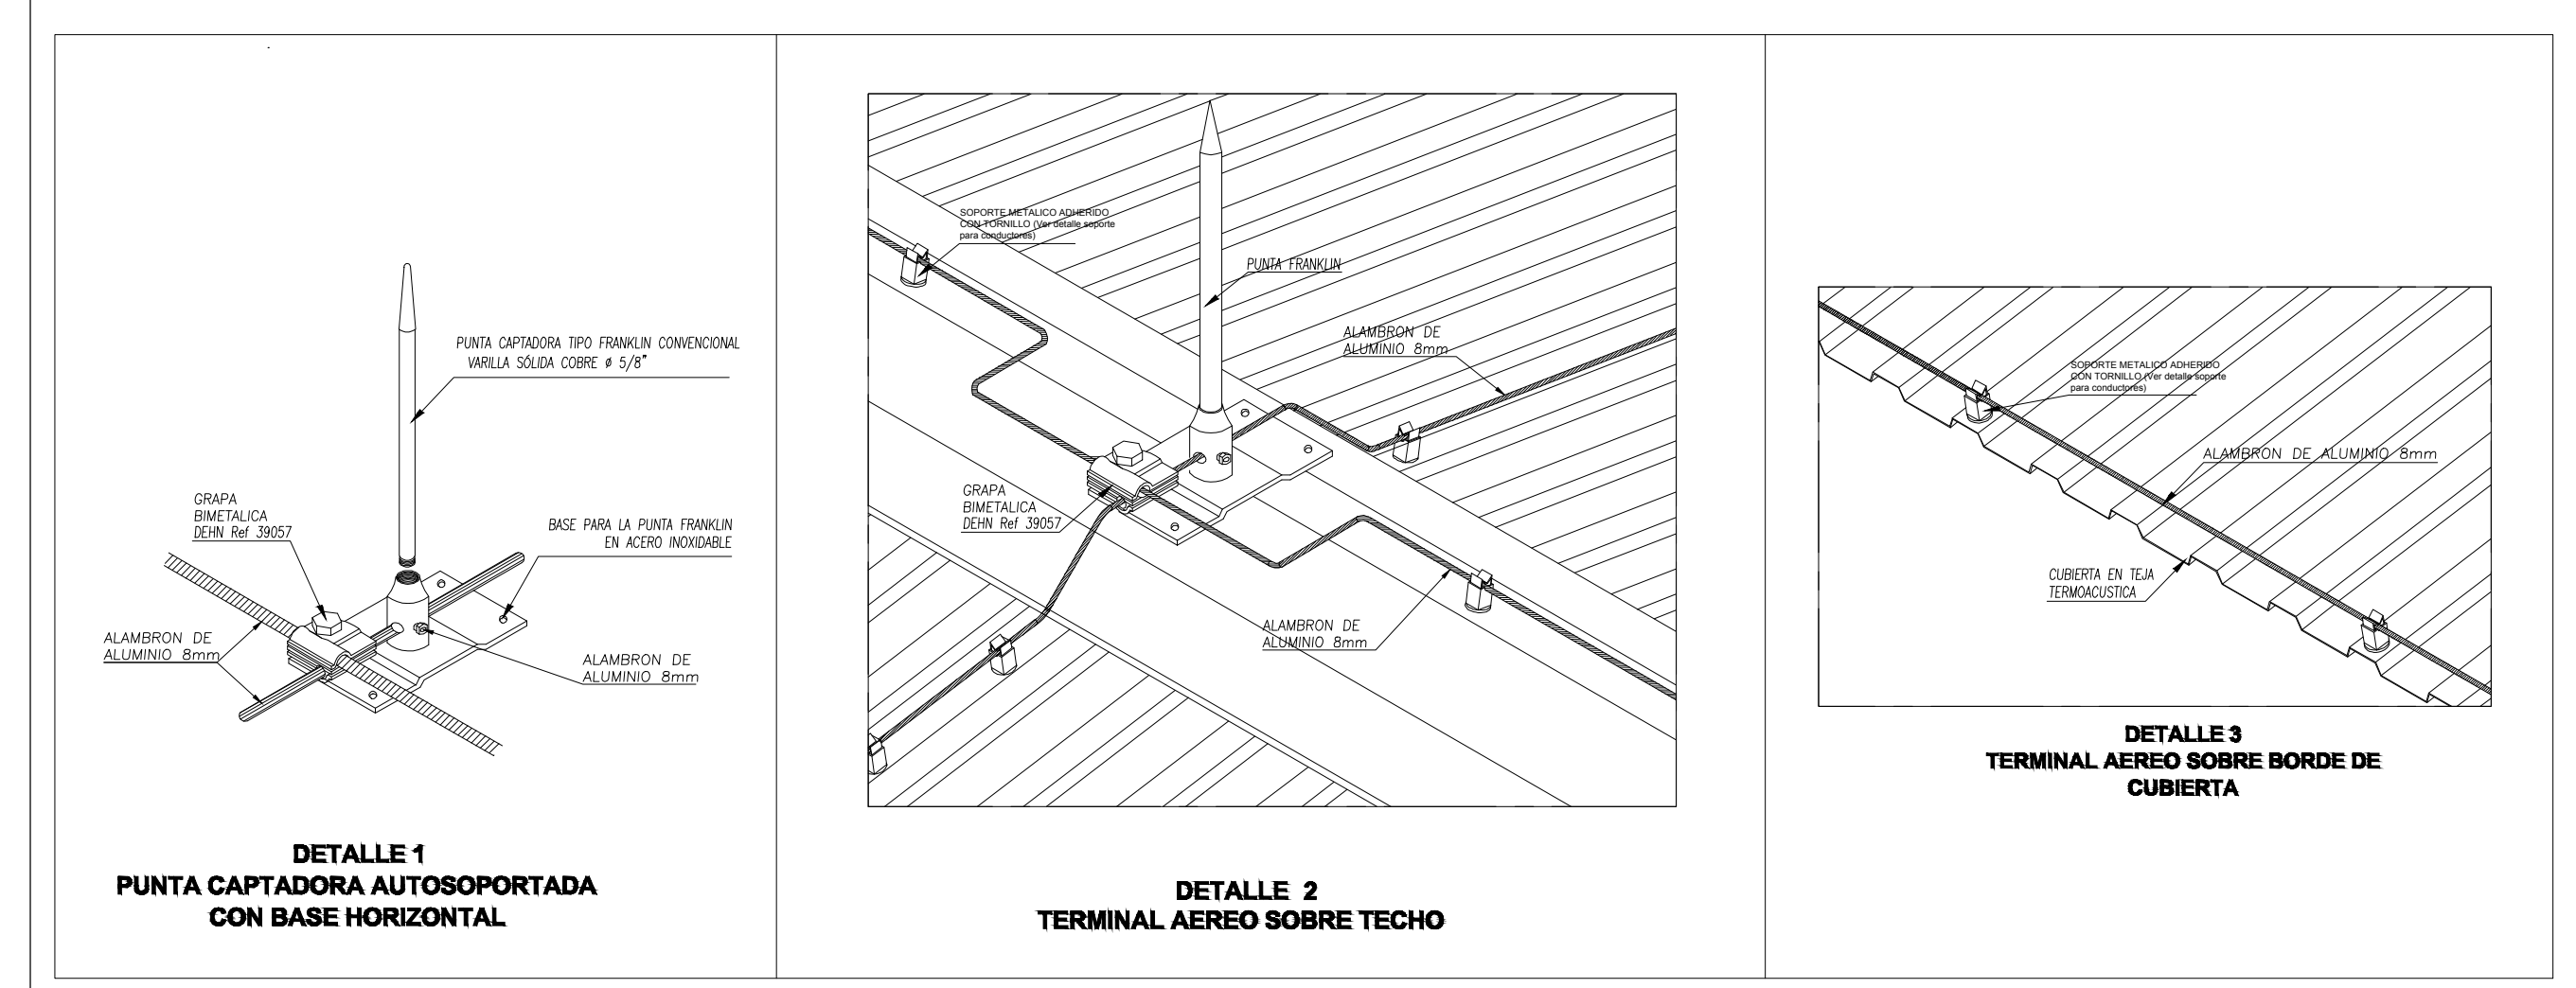 PUNTA CAPTADORA TIPO FRANKLIN CONVENCIONAL
VARILLA SÓLIDA COBRE ø 5/8"
GRAPA
BIMETALICA
DEHN Ref 39057
BASE PARA LA PUNTA FRANKLIN
EN ACERO INOXIDABLE
ALAMBRON DE
ALUMINIO 8mm
ALAMBRON DE
ALUMINIO 8mm
DETALLE 1
PUNTA CAPTADORA AUTOSOPORTADA
CON BASE HORIZONTAL
SOPORTE METALICO ADHERIDO
CON TORNILLO (Ver detalle soporte
para conductores)
PUNTA FRANKLIN
ALAMBRON DE
ALUMINIO 8mm
GRAPA
BIMETALICA
DEHN Ref 39057
ALAMBRON DE
ALUMINIO 8mm
DETALLE 2
TERMINAL AEREO SOBRE TECHO
SOPORTE METALICO ADHERIDO
CON TORNILLO (Ver detalle soporte
para conductores)
ALAMBRON DE ALUMINIO 8mm
CUBIERTA EN TEJA
TERMOACUSTICA
DETALLE 3
TERMINAL AEREO SOBRE BORDE DE
CUBIERTA